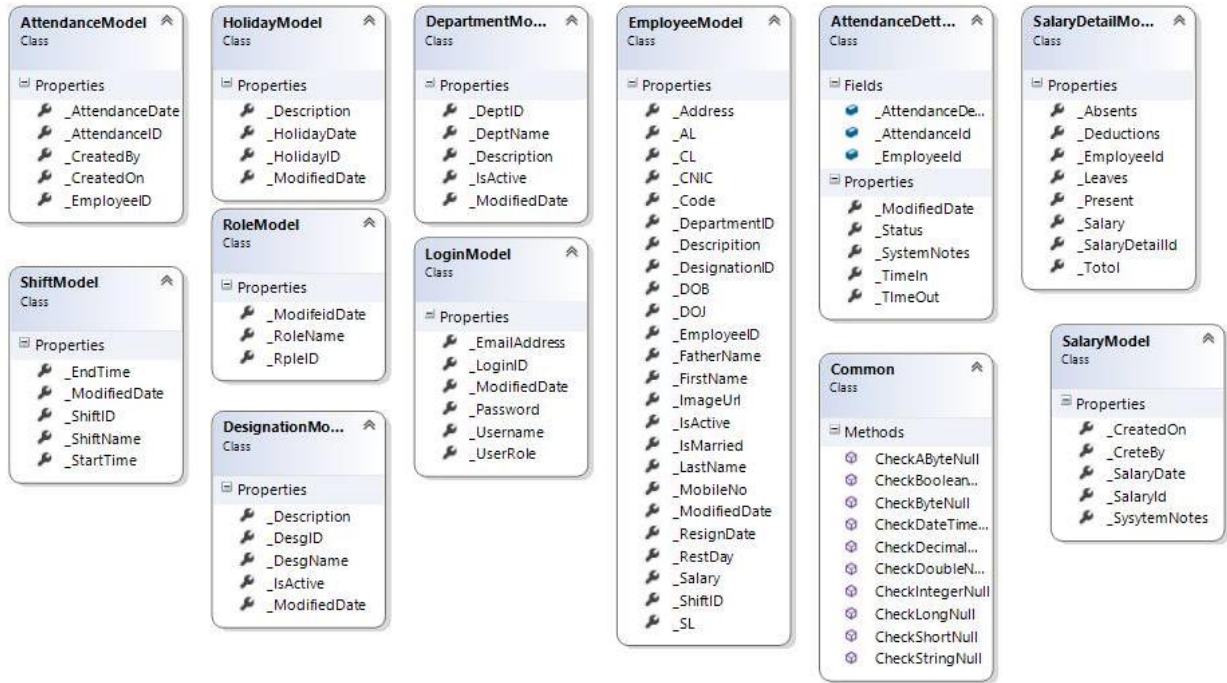 AttendanceModel
Class
Properties
_AttendanceDate
_AttendanceID
_CreatedBy
_CreatedOn
_EmployeeID
ShiftModel
Class
Properties
_EndTime
_ModifiedDate
_ShiftID
_ShiftName
_StartTime
HolidayModel
Class
Properties
_Description
_HolidayDate
_HolidayID
_ModifiedDate
RoleModel
Class
Properties
_ModifeidDate
_RoleName
_RpleID
DesignationMo...
Class
Properties
_Description
_DesgID
_DesgName
_IsActive
_ModifiedDate
DepartmentMo...
Class
Properties
_DeptID
_DeptName
_Description
_IsActive
_ModifiedDate
LoginModel
Class
Properties
_EmailAddress
_LoginID
_ModifiedDate
_Password
_Username
_UserRole
EmployeeModel
Class
Properties
_Address
_AL
_CL
_CNIC
_Code
_DepartmentID
_Descripition
_DesignationID
_DOB
_DOJ
_EmployeeID
_FatherName
_FirstName
_ImageUrl
_IsActive
_IsMarried
_LastName
_MobileNo
_ModifiedDate
_ResignDate
_RestDay
_Salary
_ShiftID
_SL
AttendanceDett...
Class
Fields
_AttendanceDe...
_AttendanceId
_EmployeeId
Properties
_ModifiedDate
_Status
_SystemNotes
_TimeIn
_TImeOut
Common
Class
Methods
CheckAByteNull
CheckBoolean...
CheckByteNull
CheckDateTime...
CheckDecimal...
CheckDoubleN...
CheckIntegerNull
CheckLongNull
CheckShortNull
CheckStringNull
SalaryDetailMo...
Class
Properties
_Absents
_Deductions
_EmployeeId
_Leaves
_Present
_Salary
_SalaryDetailId
_Totol
SalaryModel
Class
Properties
_CreatedOn
_CreteBy
_SalaryDate
_SalaryId
_SysytemNotes